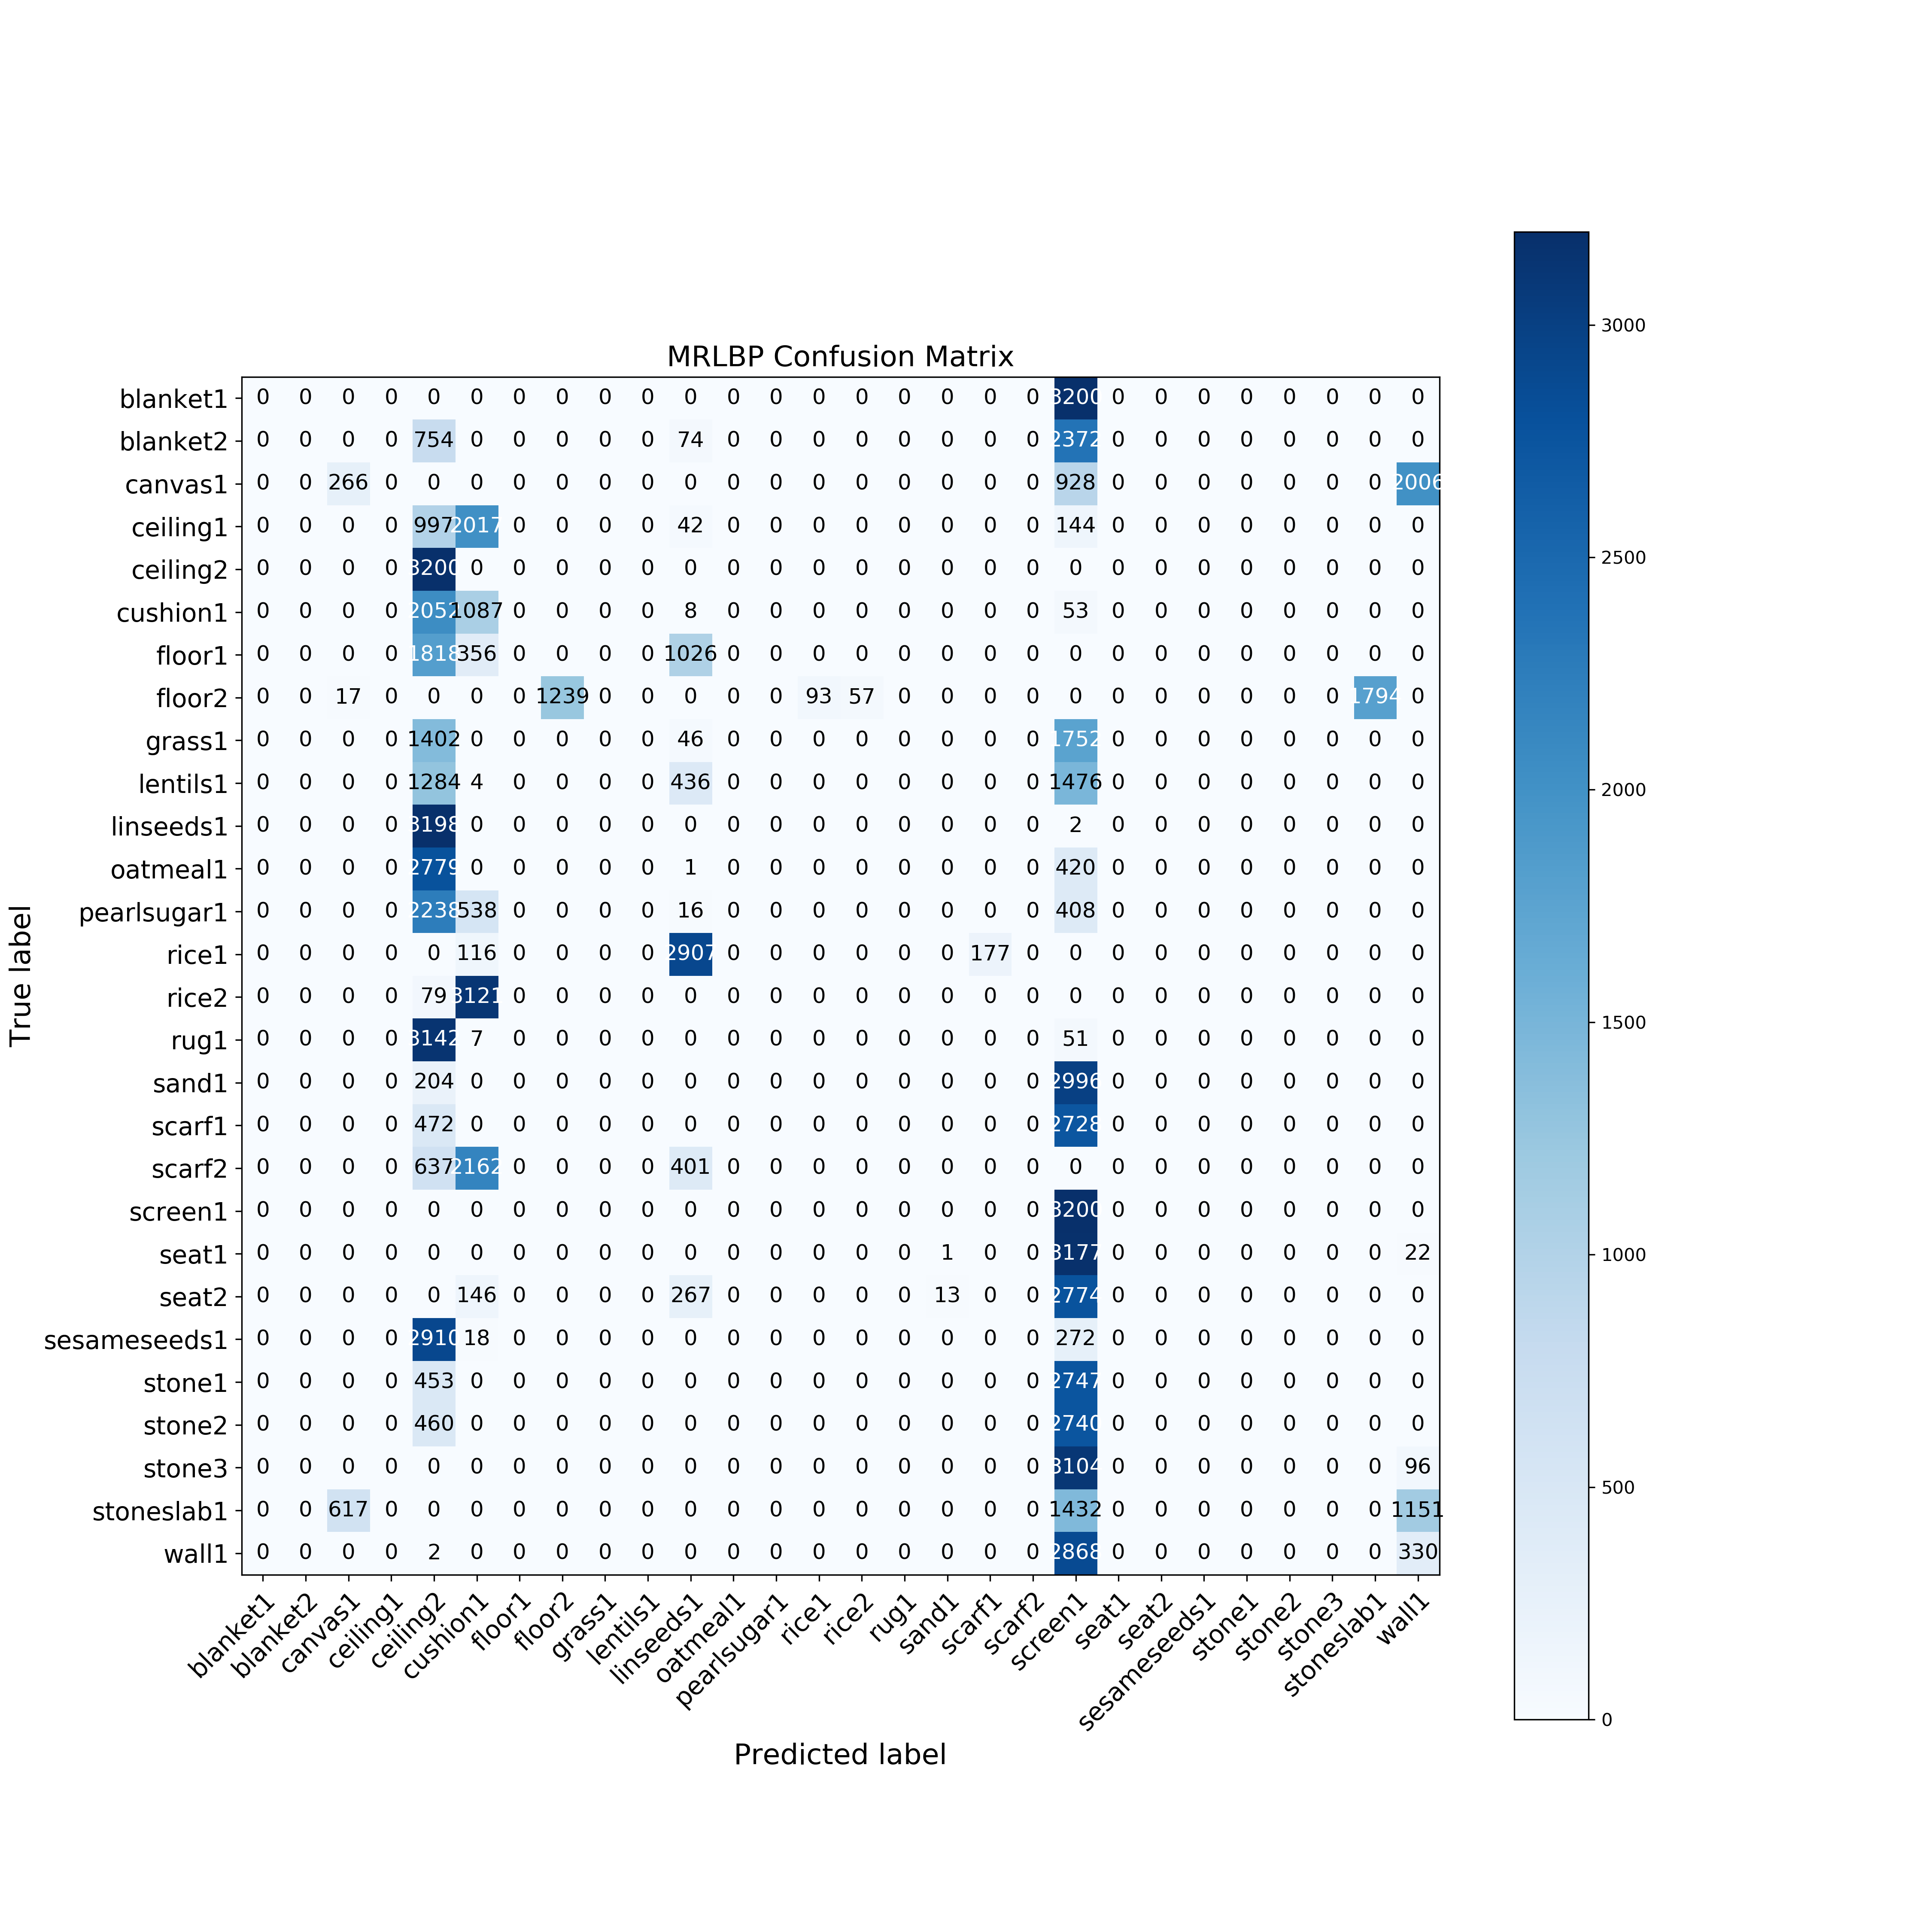 MRLBP Confusion Matrix
blanket1 0 0 0 0 0 0 0 0 0 0 0 0 0 0 0 0 0 0 0 3200 0 0 0 0 0 0 0 0
blanket2 0 0 0 0 754 0 0 0 0 0 74 0 0 0 0 0 0 0 0 2372 0 0 0 0 0 0 0 0
canvas1 0 0 266 0 0 0 0 0 0 0 0 0 0 0 0 0 0 0 0 928 0 0 0 0 0 0 0 2006
ceiling1 0 0 0 0 997 2017 0 0 0 0 42 0 0 0 0 0 0 0 0 144 0 0 0 0 0 0 0 0
ceiling2 0 0 0 0 3200 0 0 0 0 0 0 0 0 0 0 0 0 0 0 0 0 0 0 0 0 0 0 0
cushion1 0 0 0 0 2052 1087 0 0 0 0 8 0 0 0 0 0 0 0 0 53 0 0 0 0 0 0 0 0
floor1 0 0 0 0 1818 356 0 0 0 0 1026 0 0 0 0 0 0 0 0 0 0 0 0 0 0 0 0 0
floor2 0 0 17 0 0 0 0 1239 0 0 0 0 0 93 57 0 0 0 0 0 0 0 0 0 0 0 1794 0
grass1 0 0 0 0 1402 0 0 0 0 0 46 0 0 0 0 0 0 0 0 1752 0 0 0 0 0 0 0 0
lentils1 0 0 0 0 1284 4 0 0 0 0 436 0 0 0 0 0 0 0 0 1476 0 0 0 0 0 0 0 0
linseeds1 0 0 0 0 3198 0 0 0 0 0 0 0 0 0 0 0 0 0 0 2 0 0 0 0 0 0 0 0
oatmeal1 0 0 0 0 2779 0 0 0 0 0 1 0 0 0 0 0 0 0 0 420 0 0 0 0 0 0 0 0
pearlsugar1 0 0 0 0 2238 538 0 0 0 0 16 0 0 0 0 0 0 0 0 408 0 0 0 0 0 0 0 0
rice1 0 0 0 0 0 116 0 0 0 0 2907 0 0 0 0 0 0 177 0 0 0 0 0 0 0 0 0 0
rice2 0 0 0 0 79 3121 0 0 0 0 0 0 0 0 0 0 0 0 0 0 0 0 0 0 0 0 0 0
rug1 0 0 0 0 3142 7 0 0 0 0 0 0 0 0 0 0 0 0 0 51 0 0 0 0 0 0 0 0
sand1 0 0 0 0 204 0 0 0 0 0 0 0 0 0 0 0 0 0 0 2996 0 0 0 0 0 0 0 0
scarf1 0 0 0 0 472 0 0 0 0 0 0 0 0 0 0 0 0 0 0 2728 0 0 0 0 0 0 0 0
scarf2 0 0 0 0 637 2162 0 0 0 0 401 0 0 0 0 0 0 0 0 0 0 0 0 0 0 0 0 0
screen1 0 0 0 0 0 0 0 0 0 0 0 0 0 0 0 0 0 0 0 3200 0 0 0 0 0 0 0 0
seat1 0 0 0 0 0 0 0 0 0 0 0 0 0 0 0 0 1 0 0 3177 0 0 0 0 0 0 0 22
seat2 0 0 0 0 0 146 0 0 0 0 267 0 0 0 0 0 13 0 0 2774 0 0 0 0 0 0 0 0
sesameseeds1 0 0 0 0 2910 18 0 0 0 0 0 0 0 0 0 0 0 0 0 272 0 0 0 0 0 0 0 0
stone1 0 0 0 0 453 0 0 0 0 0 0 0 0 0 0 0 0 0 0 2747 0 0 0 0 0 0 0 0
stone2 0 0 0 0 460 0 0 0 0 0 0 0 0 0 0 0 0 0 0 2740 0 0 0 0 0 0 0 0
stone3 0 0 0 0 0 0 0 0 0 0 0 0 0 0 0 0 0 0 0 3104 0 0 0 0 0 0 0 96
stoneslab1 0 0 617 0 0 0 0 0 0 0 0 0 0 0 0 0 0 0 0 1432 0 0 0 0 0 0 0 1151
wall1 0 0 0 0 2 0 0 0 0 0 0 0 0 0 0 0 0 0 0 2868 0 0 0 0 0 0 0 330
True label
blanket1 blanket2 canvas1 ceiling1 ceiling2 cushion1 floor1 floor2 grass1 lentils1 linseeds1 oatmeal1 pearlsugar1 rice1 rice2 rug1 sand1 scarf1 scarf2 screen1 seat1 seat2 sesameseeds1 stone1 stone2 stone3 stoneslab1 wall1
Predicted label
3000
2500
2000
1500
1000
500
0